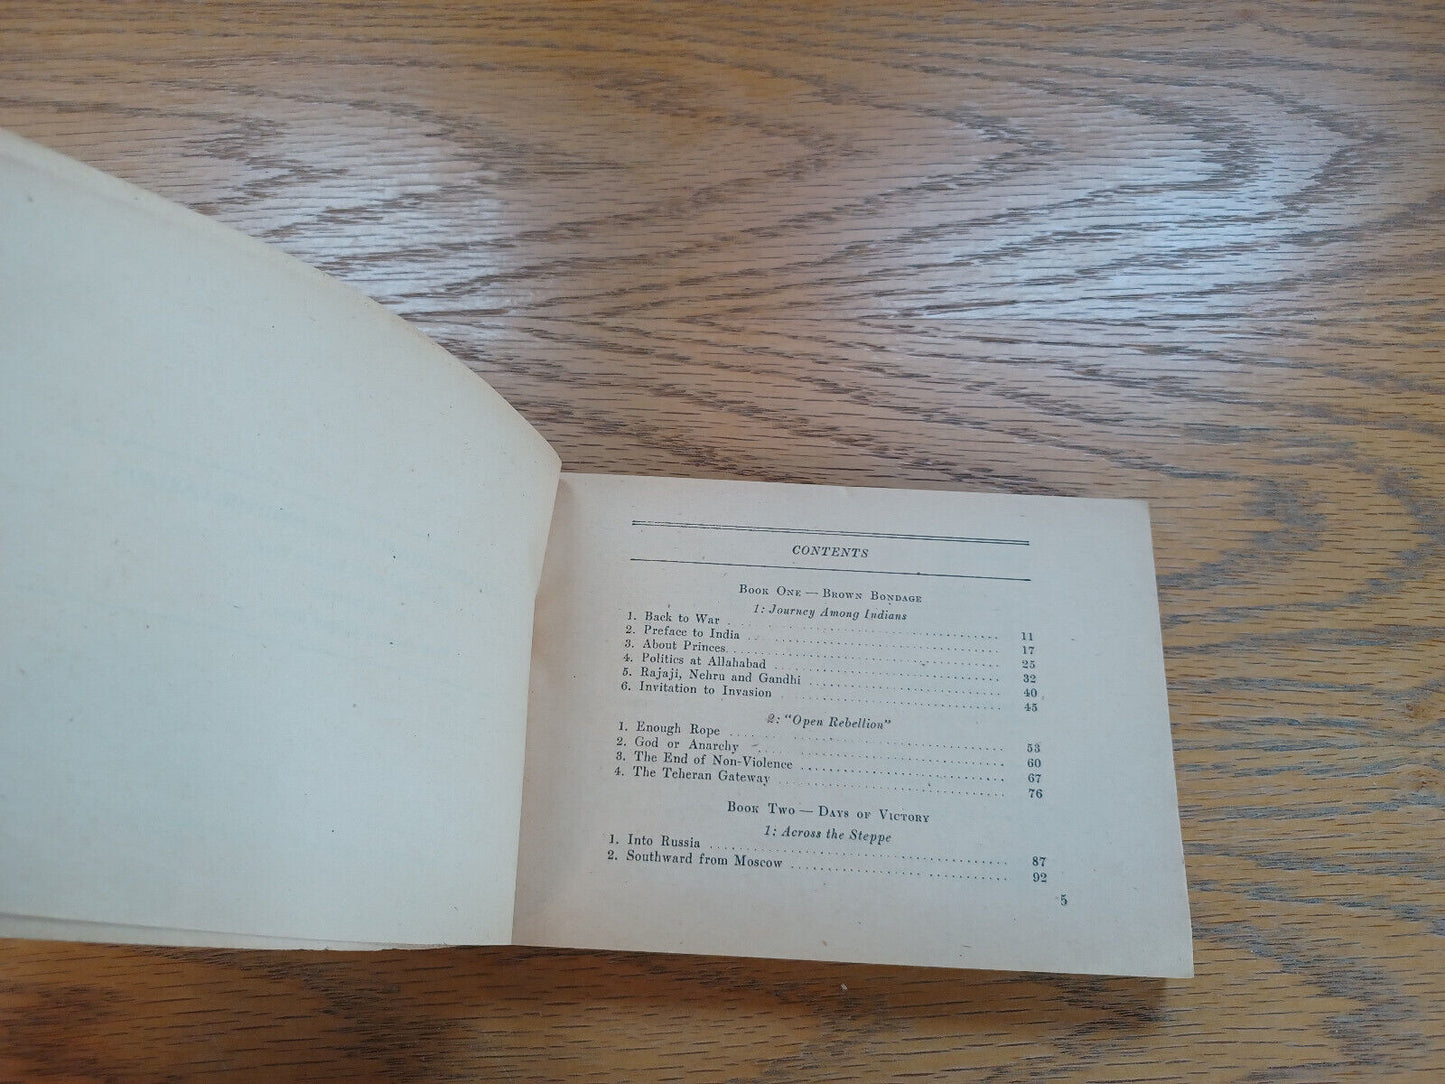 CONTENTS
BOOK ONE — BROWN BONDAGE
1: Journey Among Indians
1. Back to War . . . . . . . . . . . . . . . . . . . . 11
2. Preface to India . . . . . . . . . . . . . . . . . . . . 17
3. About Princes . . . . . . . . . . . . . . . . . . . . 25
4. Politics at Allahabad . . . . . . . . . . . . . . . . . . . . 32
5. Rajaji, Nehru and Gandhi . . . . . . . . . . . . . . . . . . . . 40
6. Invitation to Invasion . . . . . . . . . . . . . . . . . . . . 45
2: "Open Rebellion"
1. Enough Rope . . . . . . . . . . . . . . . . . . . . 53
2. God or Anarchy . . . . . . . . . . . . . . . . . . . . 60
3. The End of Non-Violence . . . . . . . . . . . . . . . . . . . . 67
4. The Teheran Gateway . . . . . . . . . . . . . . . . . . . . 76
BOOK TWO — DAYS OF VICTORY
1: Across the Steppe
1. Into Russia . . . . . . . . . . . . . . . . . . . . 87
2. Southward from Moscow . . . . . . . . . . . . . . . . . . . . 92
5